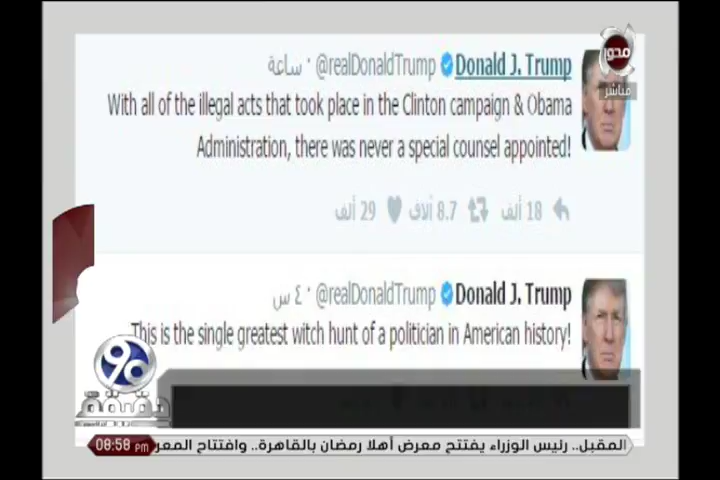 محور
مباشر
Donald J. Trump @realDonaldTrump · ساعة
With all of the illegal acts that took place in the Clinton campaign & Obama
Administration, there was never a special counsel appointed!
18 ألف 8.7 آلاف 29 ألف
Donald J. Trump @realDonaldTrump · ٤ س
This is the single greatest witch hunt of a politician in American history!
90
دقيقة
المقبل.. رئيس الوزراء يفتتح معرض أهلا رمضان بالقاهرة.. وافتتاح المعر
08:58 PM